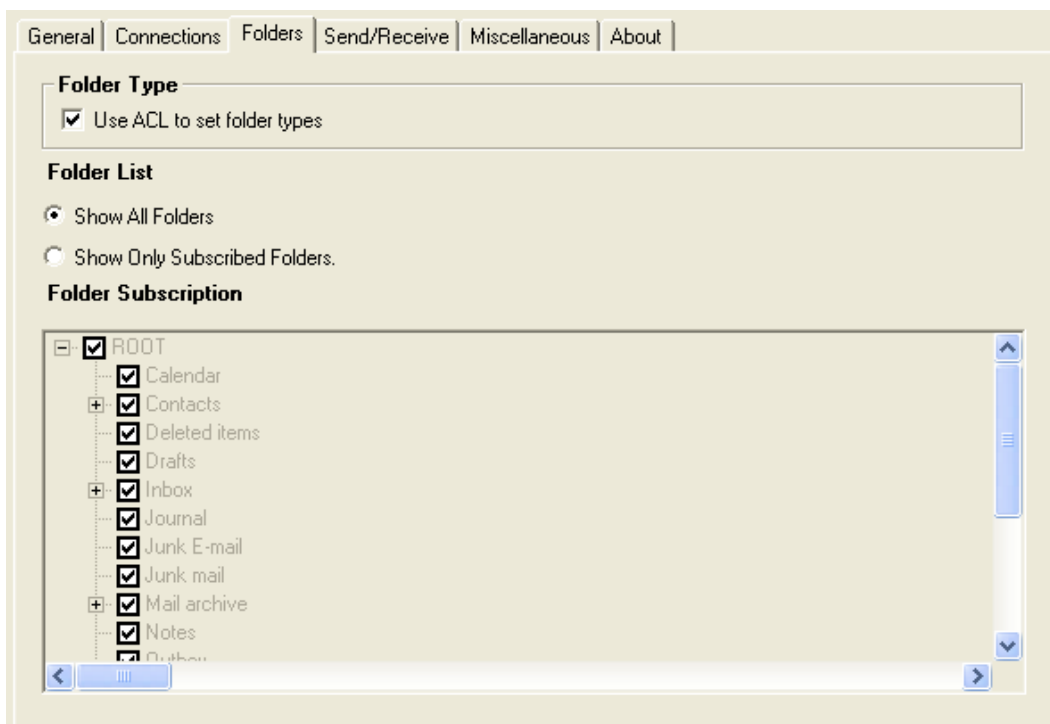 General Connections Folders Send/Receive Miscellaneous About
Folder Type
Use ACL to set folder types
Folder List
Show All Folders
Show Only Subscribed Folders.
Folder Subscription
ROOT
Calendar
Contacts
Deleted items
Drafts
Inbox
Journal
Junk E-mail
Junk mail
Mail archive
Notes
Outbox